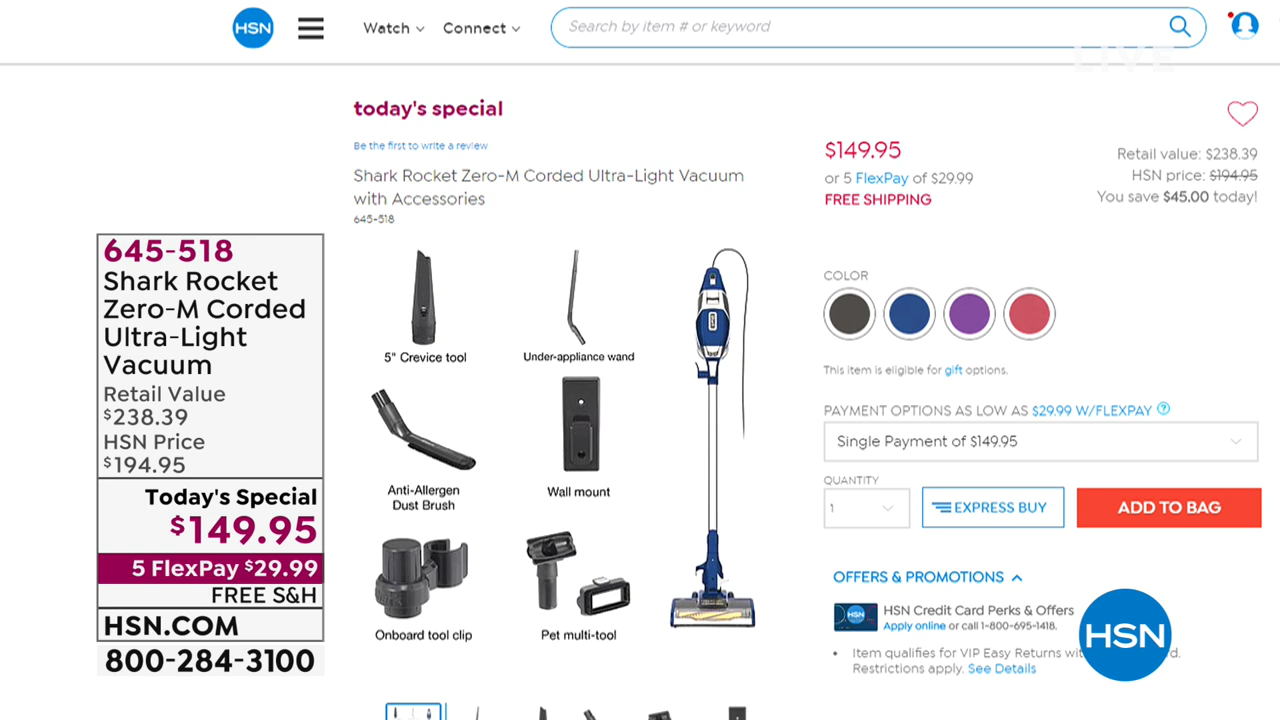 HSN
Watch
Connect
Search by item # or keyword
LIVE
today's special
Be the first to write a review
Shark Rocket Zero-M Corded Ultra-Light Vacuum
with Accessories
645-518
$149.95
or 5 FlexPay of $29.99
FREE SHIPPING
Retail value: $238.39
HSN price: $194.95
You save $45.00 today!
645-518
Shark Rocket
Zero-M Corded
Ultra-Light
Vacuum
Retail Value
$238.39
HSN Price
$194.95
Today's Special
$149.95
5 FlexPay $29.99
FREE S&H
HSN.COM
800-284-3100
5" Crevice tool
Under-appliance wand
Anti-Allergen
Dust Brush
Wall mount
Onboard tool clip
Pet multi-tool
COLOR
This item is eligible for gift options.
PAYMENT OPTIONS AS LOW AS $29.99 W/FLEXPAY ?
Single Payment of $149.95
QUANTITY
1
EXPRESS BUY
ADD TO BAG
OFFERS & PROMOTIONS
HSN
HSN Credit Card Perks & Offers
Apply online or call 1-800-695-1418.
• Item qualifies for VIP Easy Returns
Restrictions apply. See Details
HSN